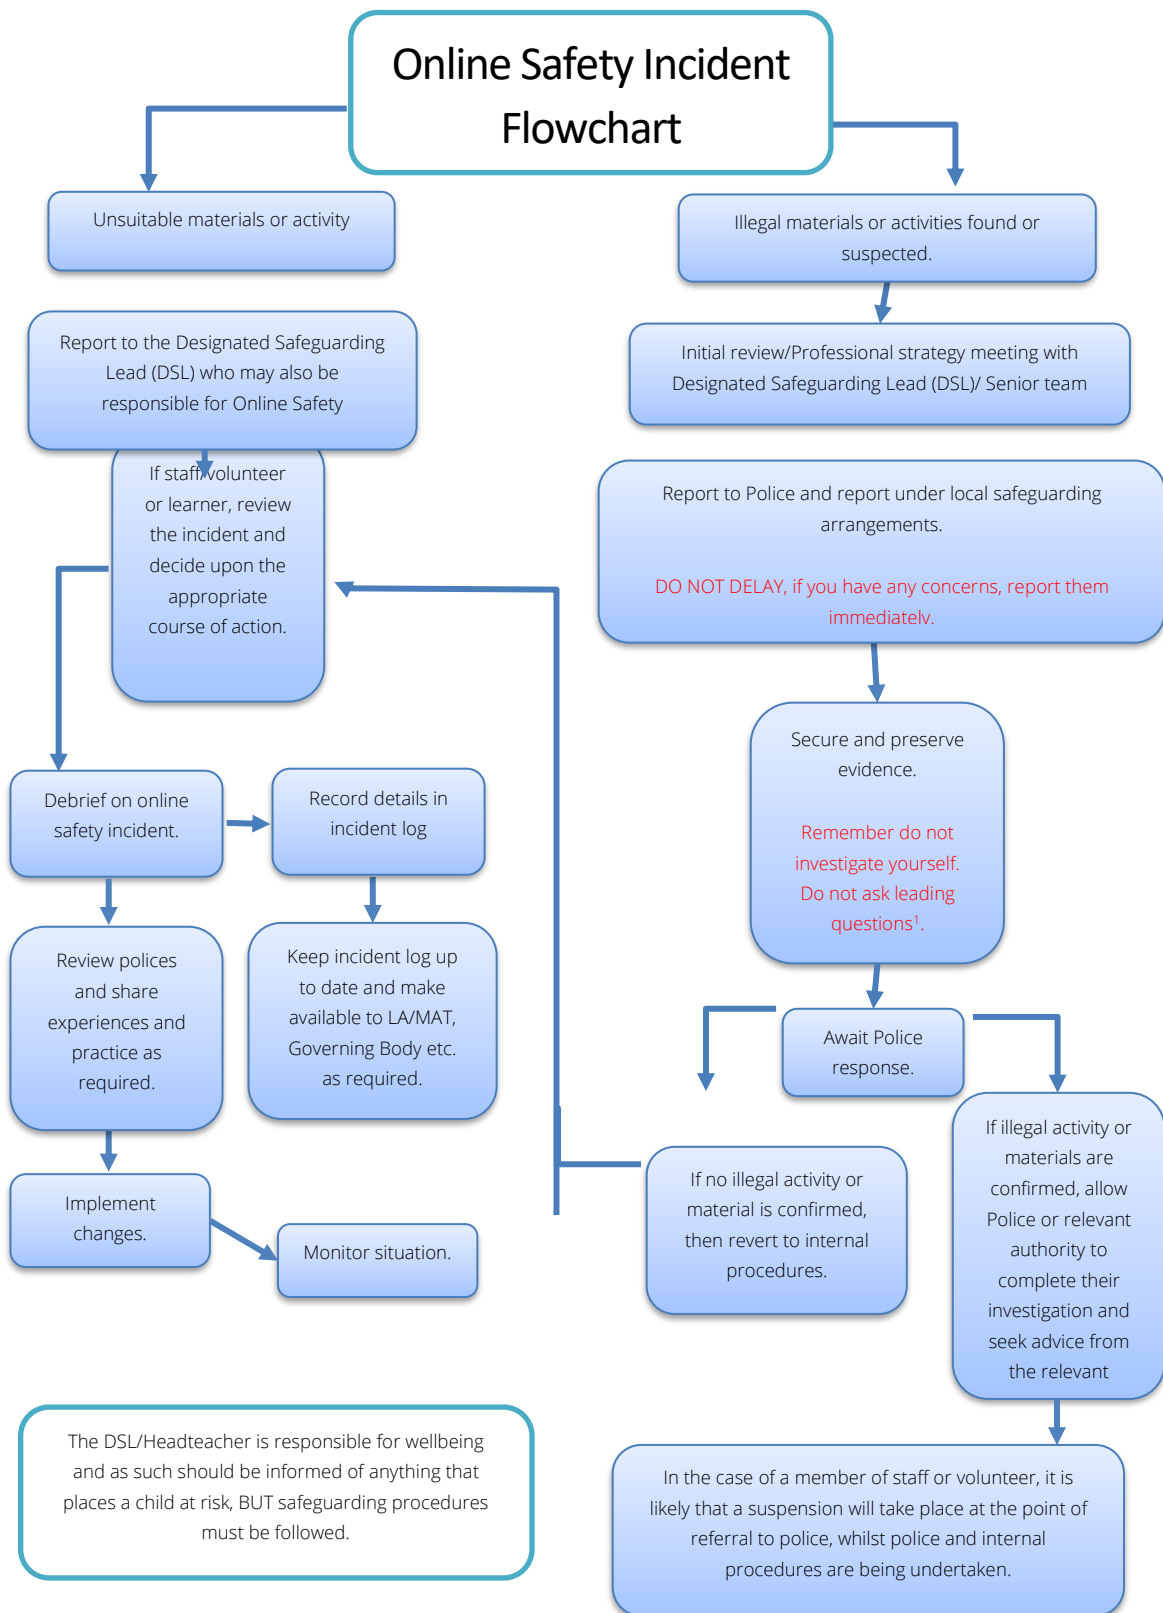 Online Safety Incident
Flowchart
Unsuitable materials or activity
Illegal materials or activities found or
suspected.
Report to the Designated Safeguarding
Lead (DSL) who may also be
responsible for Online Safety
Initial review/Professional strategy meeting with
Designated Safeguarding Lead (DSL)/ Senior team
If staff/volunteer
or learner, review
the incident and
decide upon the
appropriate
course of action.
Report to Police and report under local safeguarding
arrangements.
DO NOT DELAY, if you have any concerns, report them
immediately.
Secure and preserve
evidence.
Remember do not
investigate yourself.
Do not ask leading
questions¹.
Debrief on online
safety incident.
Record details in
incident log
Review polices
and share
experiences and
practice as
required.
Keep incident log up
to date and make
available to LA/MAT,
Governing Body etc.
as required.
Await Police
response.
Implement
changes.
Monitor situation.
If no illegal activity or
material is confirmed,
then revert to internal
procedures.
If illegal activity or
materials are
confirmed, allow
Police or relevant
authority to
complete their
investigation and
seek advice from
the relevant
The DSL/Headteacher is responsible for wellbeing
and as such should be informed of anything that
places a child at risk, BUT safeguarding procedures
must be followed.
In the case of a member of staff or volunteer, it is
likely that a suspension will take place at the point of
referral to police, whilst police and internal
procedures are being undertaken.